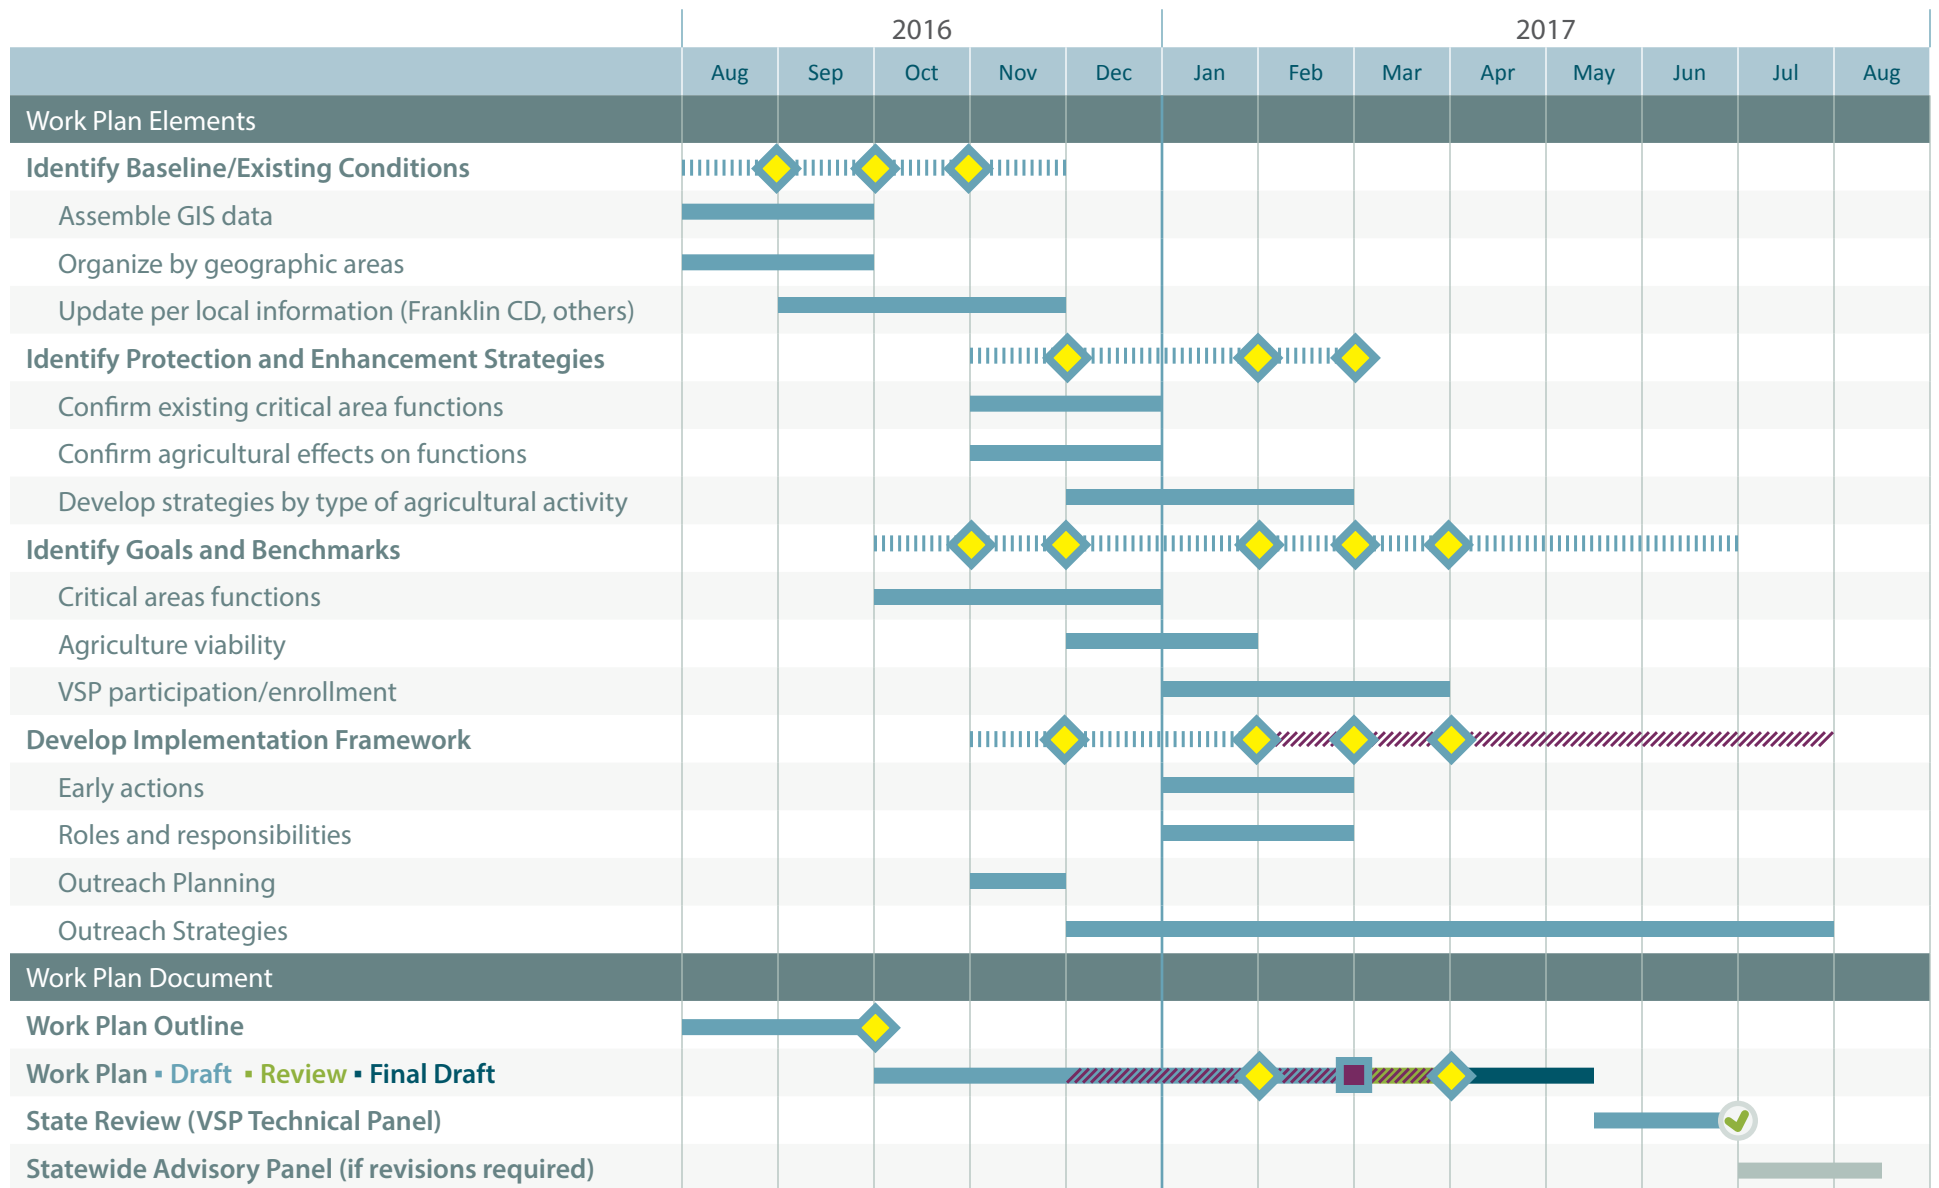 2016 2017
Aug Sep Oct Nov Dec Jan Feb Mar Apr May Jun Jul Aug
Work Plan Elements
Identify Baseline/Existing Conditions
Assemble GIS data
Organize by geographic areas
Update per local information (Franklin CD, others)
Identify Protection and Enhancement Strategies
Confirm existing critical area functions
Confirm agricultural effects on functions
Develop strategies by type of agricultural activity
Identify Goals and Benchmarks
Critical areas functions
Agriculture viability
VSP participation/enrollment
Develop Implementation Framework
Early actions
Roles and responsibilities
Outreach Planning
Outreach Strategies
Work Plan Document
Work Plan Outline
Work Plan ▪ Draft ▪ Review ▪ Final Draft
State Review (VSP Technical Panel)
Statewide Advisory Panel (if revisions required)